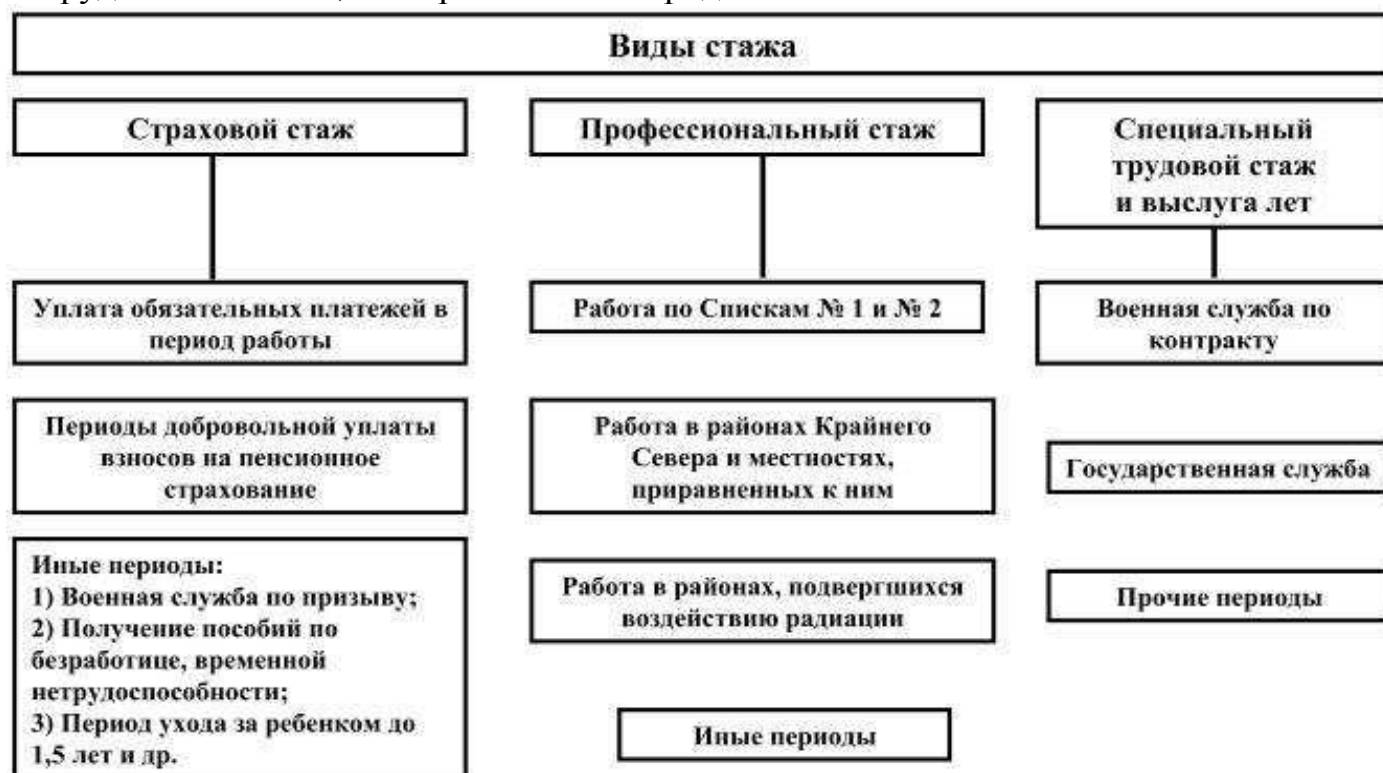 Виды стажа
Страховой стаж
Уплата обязательных платежей в
период работы
Периоды добровольной уплаты
взносов на пенсионное
страхование
Иные периоды:
1) Военная служба по призыву;
2) Получение пособий по
безработице, временной
нетрудоспособности;
3) Период ухода за ребенком до
1,5 лет и др.
Профессиональный стаж
Работа по Спискам № 1 и № 2
Работа в районах Крайнего
Севера и местностях,
приравненных к ним
Работа в районах, подвергшихся
воздействию радиации
Иные периоды
Специальный
трудовой стаж
и выслуга лет
Военная служба по
контракту
Государственная служба
Прочие периоды